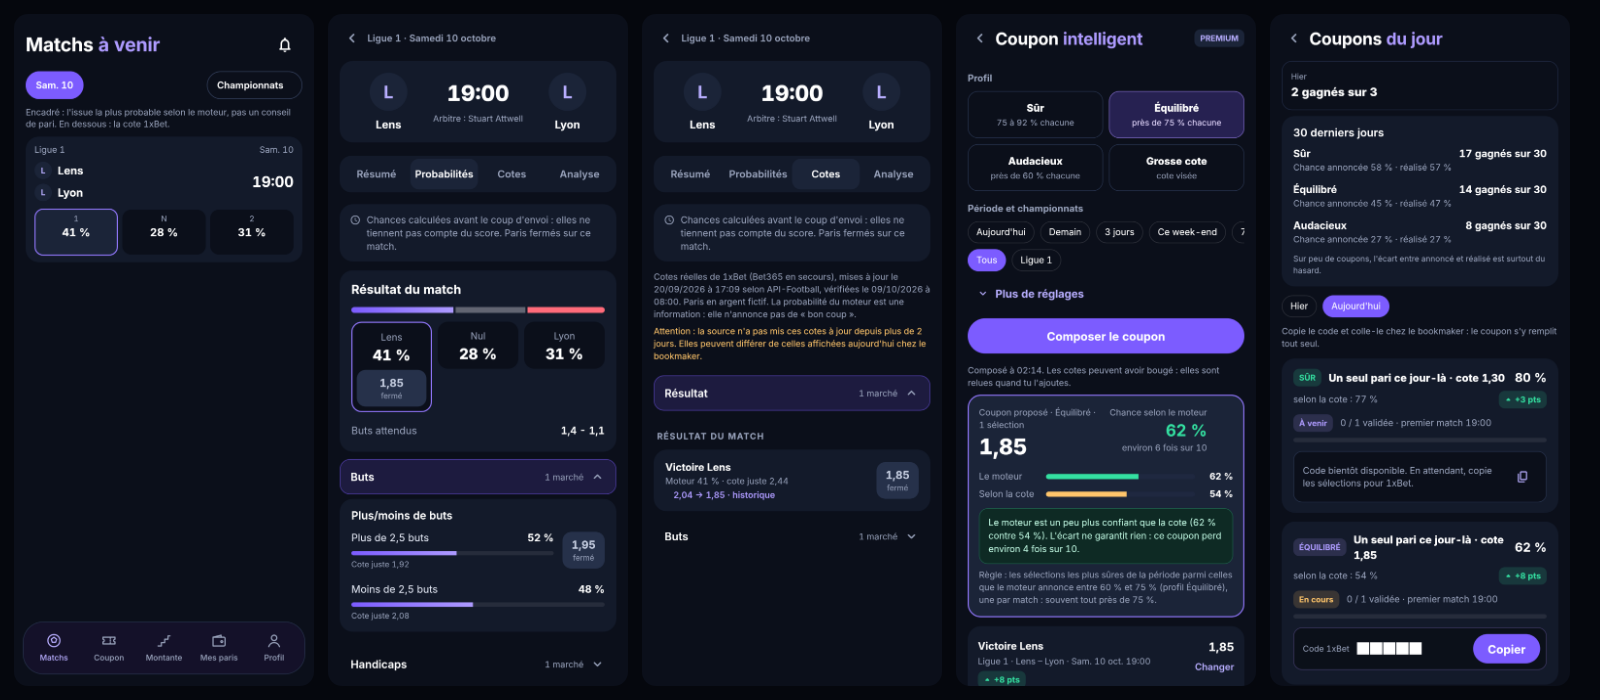 Matchs à venir
Sam. 10
Championnats
Encadré : l'issue la plus probable selon le moteur, pas un conseil
de pari. En dessous : la cote 1xBet.
Ligue 1
Sam. 10
L Lens
L Lyon
19:00
1
41 %
N
28 %
2
31 %
Matchs
Coupon
Montante
Mes paris
Profil
Ligue 1 · Samedi 10 octobre
L
19:00
L
Lens
Arbitre : Stuart Attwell
Lyon
Résumé
Probabilités
Cotes
Analyse
Chances calculées avant le coup d'envoi : elles ne
tiennent pas compte du score. Paris fermés sur ce
match.
Résultat du match
Lens
41 %
1,85
fermé
Nul
28 %
Lyon
31 %
Buts attendus
1,4 - 1,1
Buts
1 marché
Plus/moins de buts
Plus de 2,5 buts
52 %
Cote juste 1,92
1,95
fermé
Moins de 2,5 buts
48 %
Cote juste 2,08
Handicaps
1 marché
Ligue 1 · Samedi 10 octobre
L
19:00
L
Lens
Arbitre : Stuart Attwell
Lyon
Résumé
Probabilités
Cotes
Analyse
Chances calculées avant le coup d'envoi : elles ne
tiennent pas compte du score. Paris fermés sur ce
match.
Cotes réelles de 1xBet (Bet365 en secours), mises à jour le
20/09/2026 à 17:09 selon API-Football, vérifiées le 09/10/2026 à
08:00. Paris en argent fictif. La probabilité du moteur est une
information : elle n'annonce pas de « bon coup ».
Attention : la source n'a pas mis ces cotes à jour depuis plus de 2
jours. Elles peuvent différer de celles affichées aujourd'hui chez le
bookmaker.
Résultat
1 marché
RÉSULTAT DU MATCH
Victoire Lens
Moteur 41 % · cote juste 2,44
2,04 → 1,85 · historique
1,85
fermé
Buts
1 marché
Coupon intelligent
PREMIUM
Profil
Sûr
75 à 92 % chacune
Équilibré
près de 75 % chacune
Audacieux
près de 60 % chacune
Grosse cote
cote visée
Période et championnats
Aujourd'hui
Demain
3 jours
Ce week-end
7
Tous
Ligue 1
Plus de réglages
Composer le coupon
Composé à 02:14. Les cotes peuvent avoir bougé : elles sont
relues quand tu l'ajoutes.
Coupon proposé · Équilibré ·
1 sélection
1,85
Chance selon le moteur
62 %
environ 6 fois sur 10
Le moteur
62 %
Selon la cote
54 %
Le moteur est un peu plus confiant que la cote (62 %
contre 54 %). L'écart ne garantit rien : ce coupon perd
environ 4 fois sur 10.
Règle : les sélections les plus sûres de la période parmi celles
que le moteur annonce entre 60 % et 75 % (profil Équilibré),
une par match : souvent tout près de 75 %.
Victoire Lens
1,85
Ligue 1 · Lens – Lyon · Sam. 10 oct. 19:00
Changer
+8 pts
Coupons du jour
Hier
2 gagnés sur 3
30 derniers jours
Sûr
17 gagnés sur 30
Chance annoncée 58 % · réalisé 57 %
Équilibré
14 gagnés sur 30
Chance annoncée 45 % · réalisé 47 %
Audacieux
8 gagnés sur 30
Chance annoncée 27 % · réalisé 27 %
Sur peu de coupons, l'écart entre annoncé et réalisé est surtout du
hasard.
Hier
Aujourd'hui
Copie le code et colle-le chez le bookmaker : le coupon s'y remplit
tout seul.
SÛR
Un seul pari ce jour-là · cote 1,30
80 %
selon la cote : 77 %
+3 pts
À venir
0 / 1 validée · premier match 19:00
Code bientôt disponible. En attendant, copie
les sélections pour 1xBet.
ÉQUILIBRÉ
Un seul pari ce jour-là · cote
1,85
62 %
selon la cote : 54 %
+8 pts
En cours
0 / 1 validée · premier match 19:00
Code 1xBet
Copier